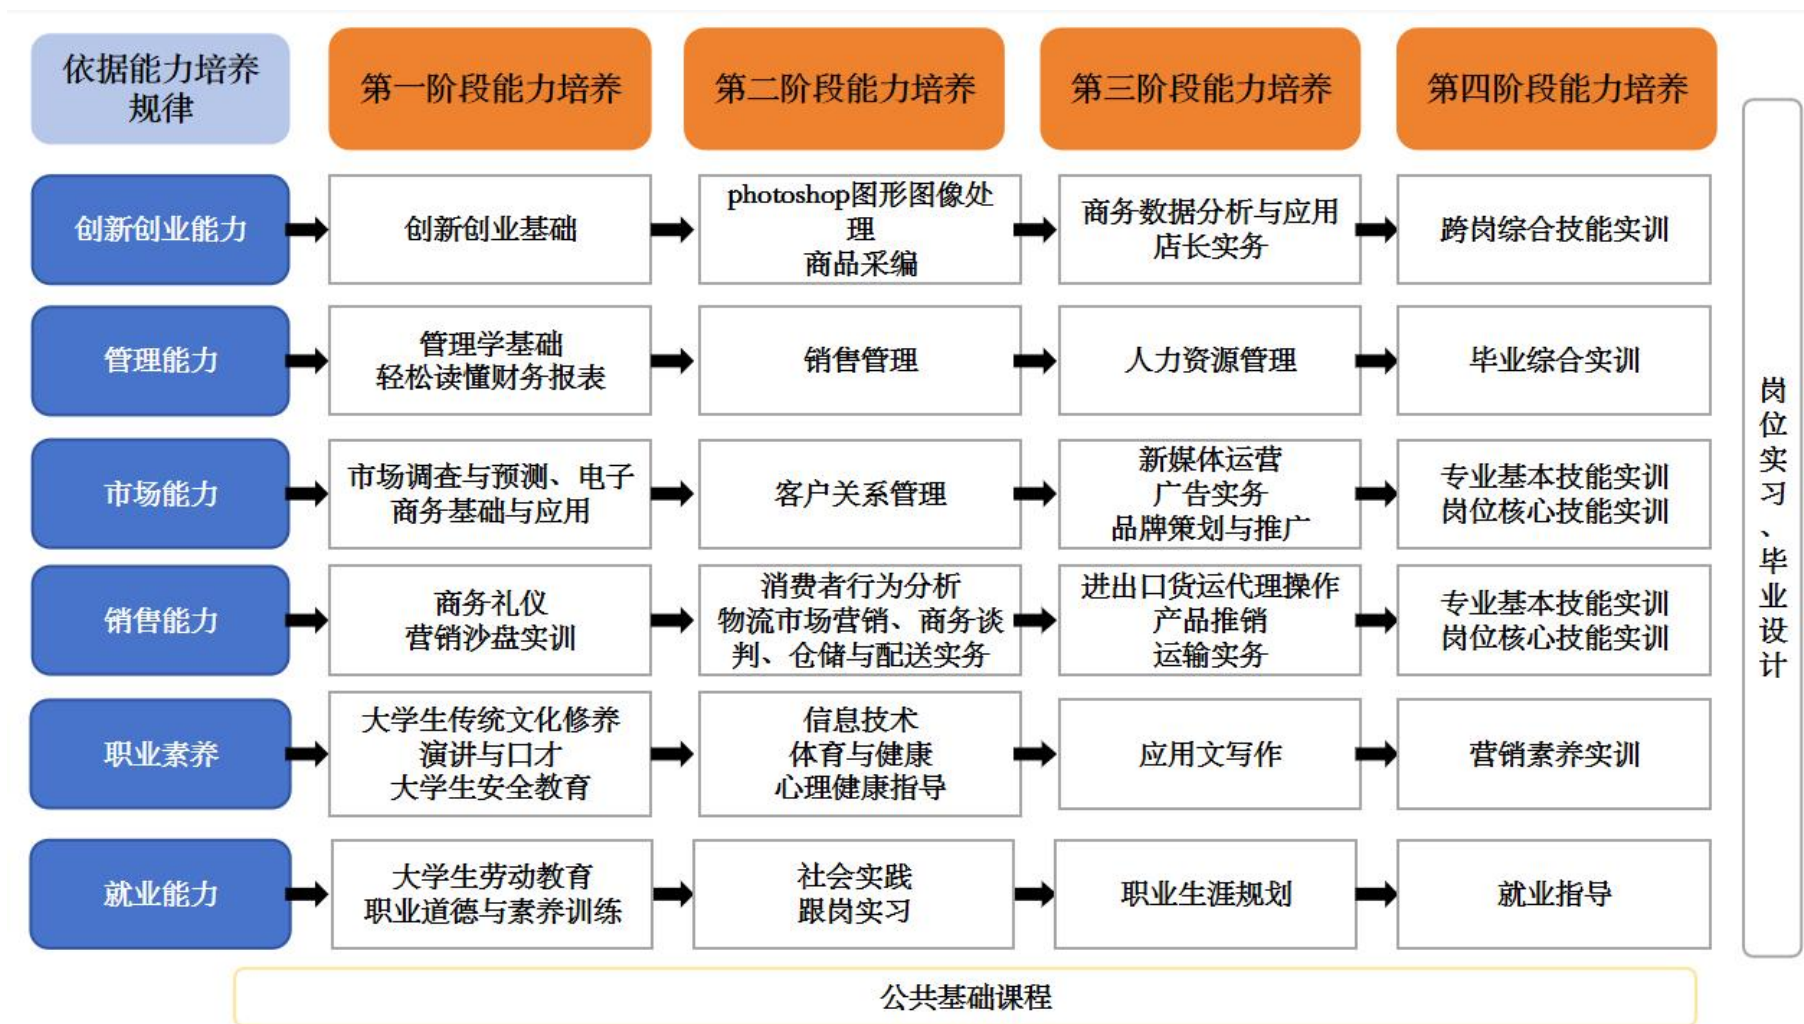 依据能力培养
规律
第一阶段能力培养
第二阶段能力培养
第三阶段能力培养
第四阶段能力培养
创新创业能力
创新创业基础
photoshop图形图像处
理
商品采编
商务数据分析与应用
店长实务
跨岗综合技能实训
管理能力
管理学基础
轻松读懂财务报表
销售管理
人力资源管理
毕业综合实训
市场能力
市场调查与预测、电子
商务基础与应用
客户关系管理
新媒体运营
广告实务
品牌策划与推广
专业基本技能实训
岗位核心技能实训
销售能力
商务礼仪
营销沙盘实训
消费者行为分析
物流市场营销、商务谈
判、仓储与配送实务
进出口货运代理操作
产品推销
运输实务
专业基本技能实训
岗位核心技能实训
职业素养
大学生传统文化修养
演讲与口才
大学生安全教育
信息技术
体育与健康
心理健康指导
应用文写作
营销素养实训
就业能力
大学生劳动教育
职业道德与素养训练
社会实践
跟岗实习
职业生涯规划
就业指导
岗位实习、毕业设计
公共基础课程